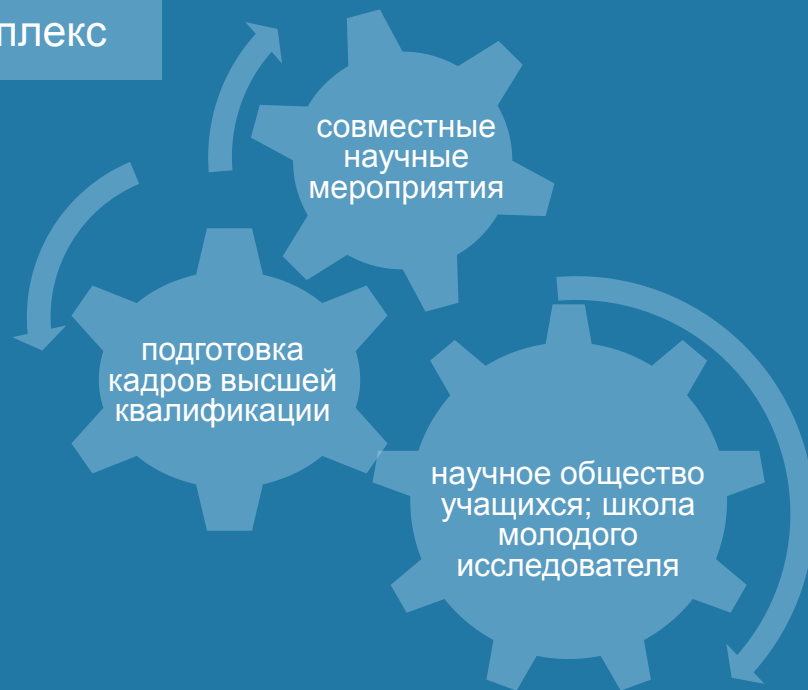 плекс
совместные
научные
мероприятия
подготовка
кадров высшей
квалификации
научное общество
учащихся; школа
молодого
исследователя